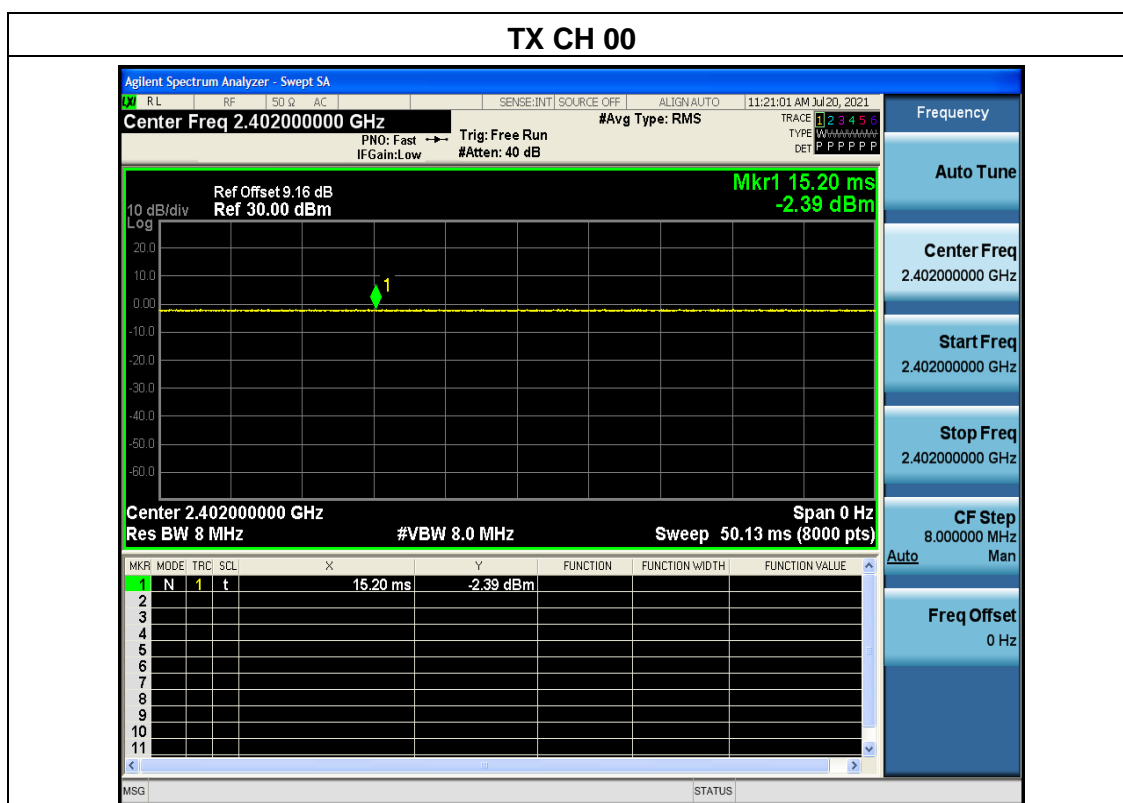 TX CH 00
Agilent Spectrum Analyzer - Swept SA
LXI RL RF 50 Ω AC SENSE:INT SOURCE OFF ALIGN AUTO 11:21:01 AM Jul 20, 2021
Center Freq 2.402000000 GHz
PNO: Fast
IFGain:Low
Trig: Free Run
#Atten: 40 dB
#Avg Type: RMS
TRACE 1 2 3 4 5 6
TYPE W
DET P P P P P P
Mkr1 15.20 ms
-2.39 dBm
Ref Offset 9.16 dB
10 dB/div Ref 30.00 dBm
Log
20.0
10.0
1
0.00
-10.0
-20.0
-30.0
-40.0
-50.0
-60.0
Center 2.402000000 GHz Span 0 Hz
Res BW 8 MHz #VBW 8.0 MHz Sweep 50.13 ms (8000 pts)
MKR MODE TRC SCL X Y FUNCTION FUNCTION WIDTH FUNCTION VALUE
1 N 1 t 15.20 ms -2.39 dBm
2
3
4
5
6
7
8
9
10
11
MSG STATUS
Frequency
Auto Tune
Center Freq
2.402000000 GHz
Start Freq
2.402000000 GHz
Stop Freq
2.402000000 GHz
CF Step
8.000000 MHz
Auto Man
Freq Offset
0 Hz